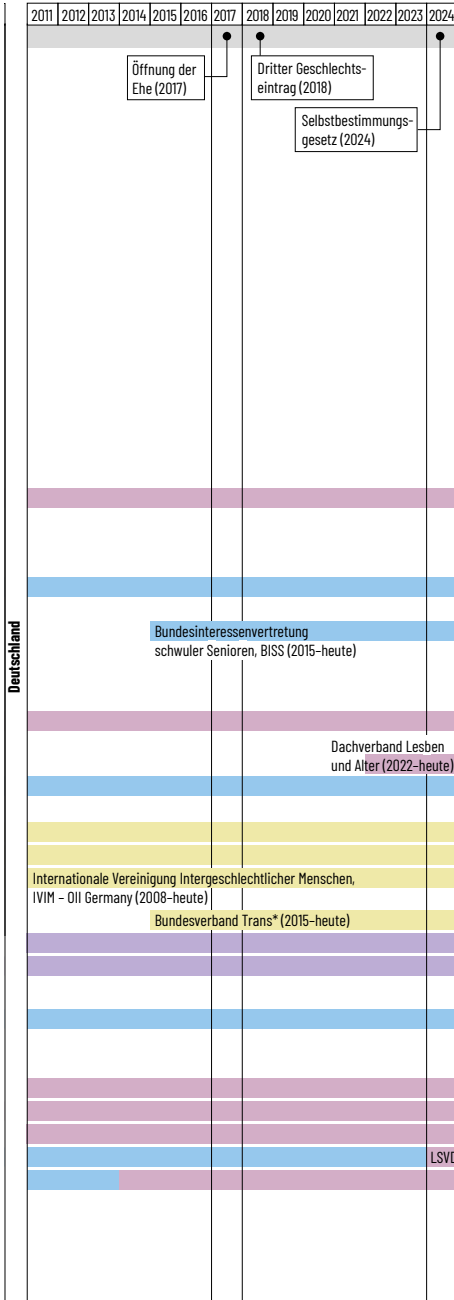 2011 2012 2013 2014 2015 2016 2017 2018 2019 2020 2021 2022 2023 2024
Öffnung der
Ehe (2017)
Dritter Geschlechts-
eintrag (2018)
Selbstbestimmungs-
gesetz (2024)
Deutschland
Bundesinteressenvertretung
schwuler Senioren, BISS (2015–heute)
Dachverband Lesben
und Alter (2022–heute)
Internationale Vereinigung Intergeschlechtlicher Menschen,
IVIM – OII Germany (2008–heute)
Bundesverband Trans* (2015–heute)
LSVD